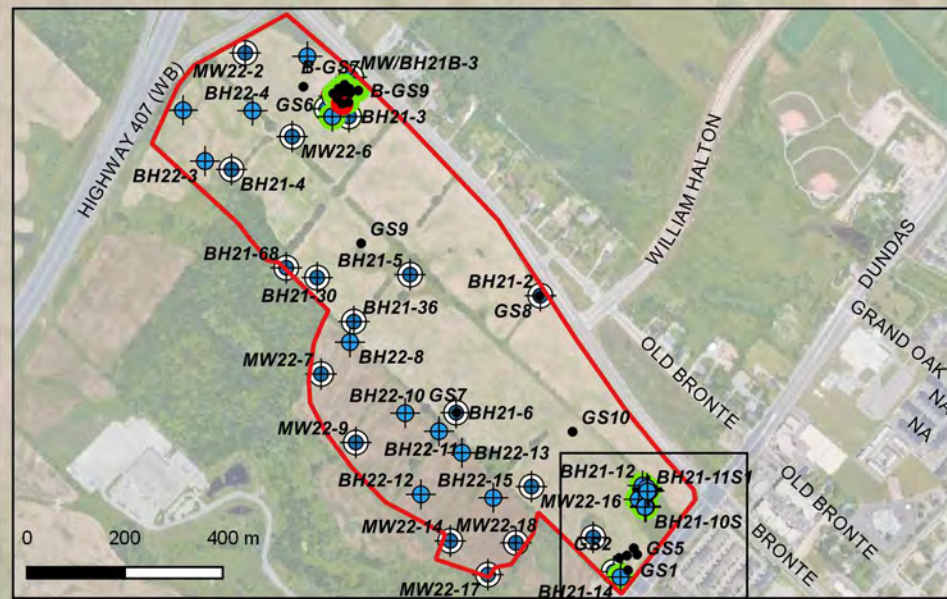 MW22-2
B-GS7
MW/BH21B-3
HIGHWAY 407 (WB)
BH22-4
GS6
B-GS9
BH21-3
MW22-6
BH22-3
BH21-4
WILLIAM HALTON
GS9
DUNDAS
BH21-68
BH21-5
BH21-2
BH21-30
GS8
BH21-36
GRAND OAK
BH22-8
OLD BRONTE
MW22-7
NA
NA
BH22-10
GS7
BH21-6
GS10
MW22-9
BH22-11
BH22-13
BH21-12
BH21-11S1
OLD BRONTE
BH22-12
BH22-15
MW22-16
BH21-10S
BRONTE
MW22-14
MW22-18
GS2
GS5
GS1
MW22-17
BH21-14
0 200 400 m